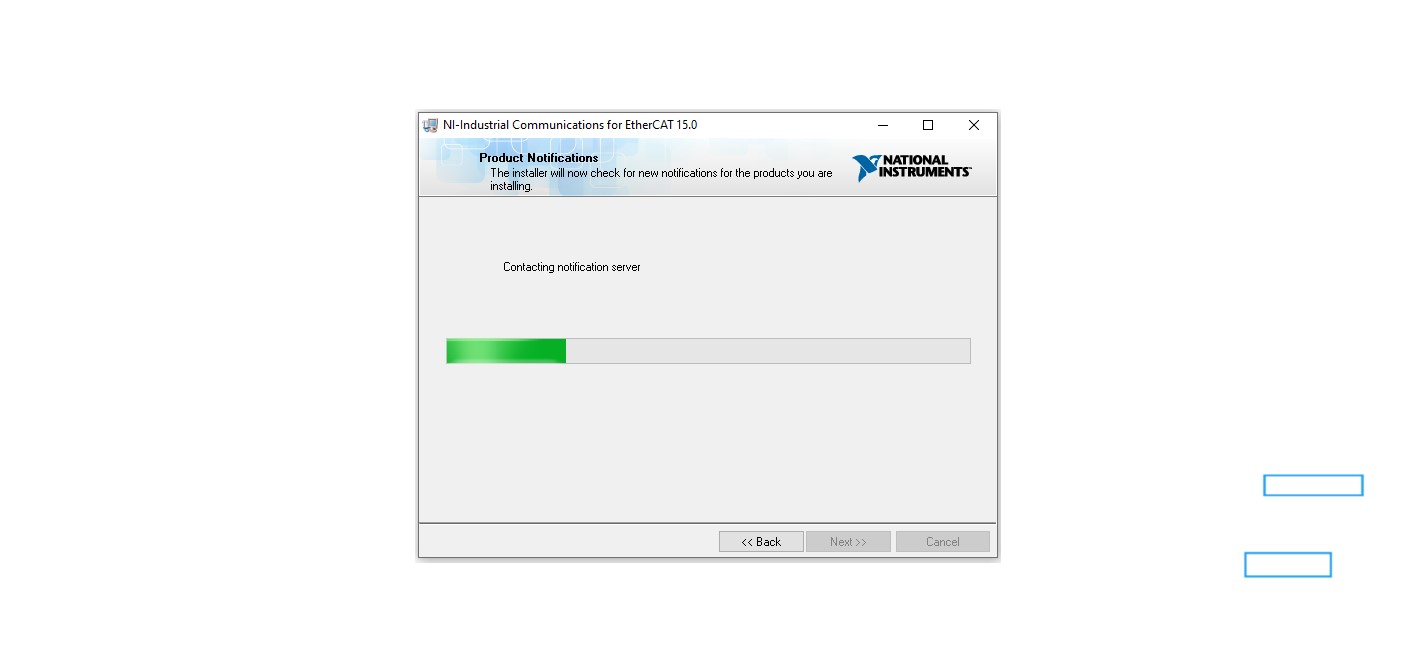 NI-Industrial Communications for EtherCAT 15.0
Product Notifications
The installer will now check for new notifications for the products you are
installing.
NATIONAL
INSTRUMENTS™
Contacting notification server
<< Back
Next >>
Cancel